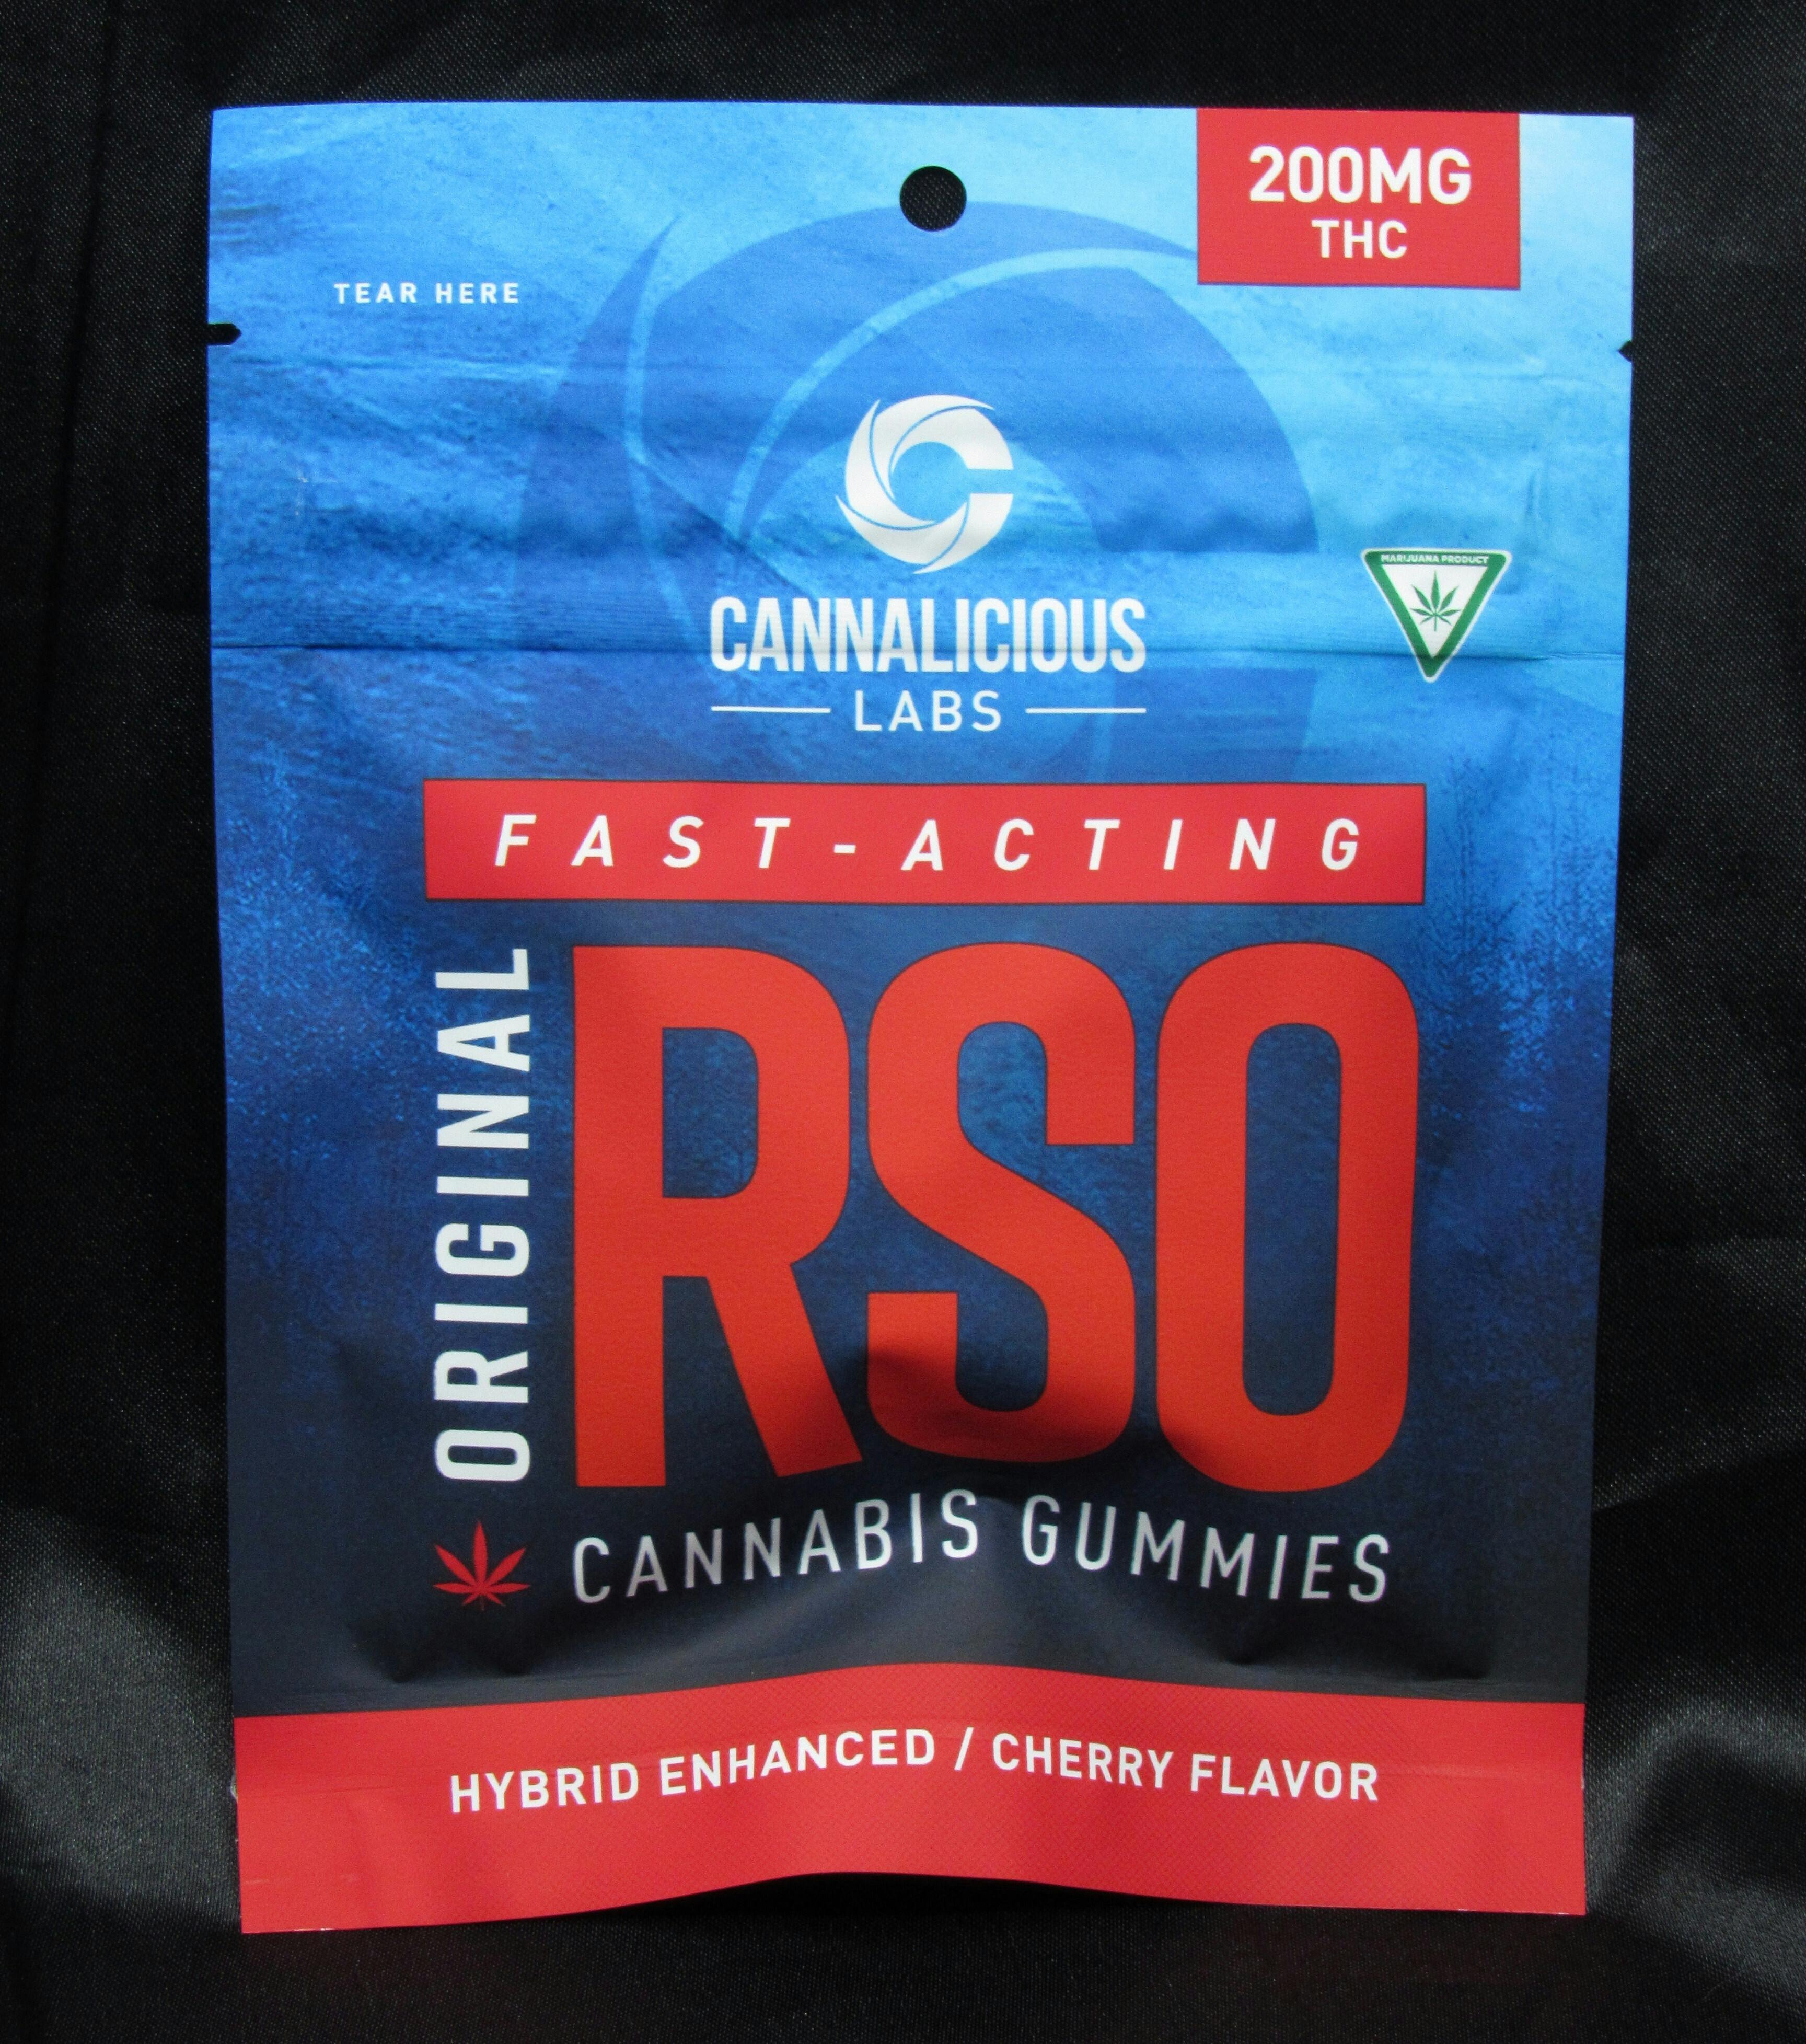 200MG
THC
TEAR HERE
MARIJUANA PRODUCT
CANNALICIOUS
LABS
FAST-ACTING
ORIGINAL
RSO
CANNABIS GUMMIES
HYBRID ENHANCED / CHERRY FLAVOR